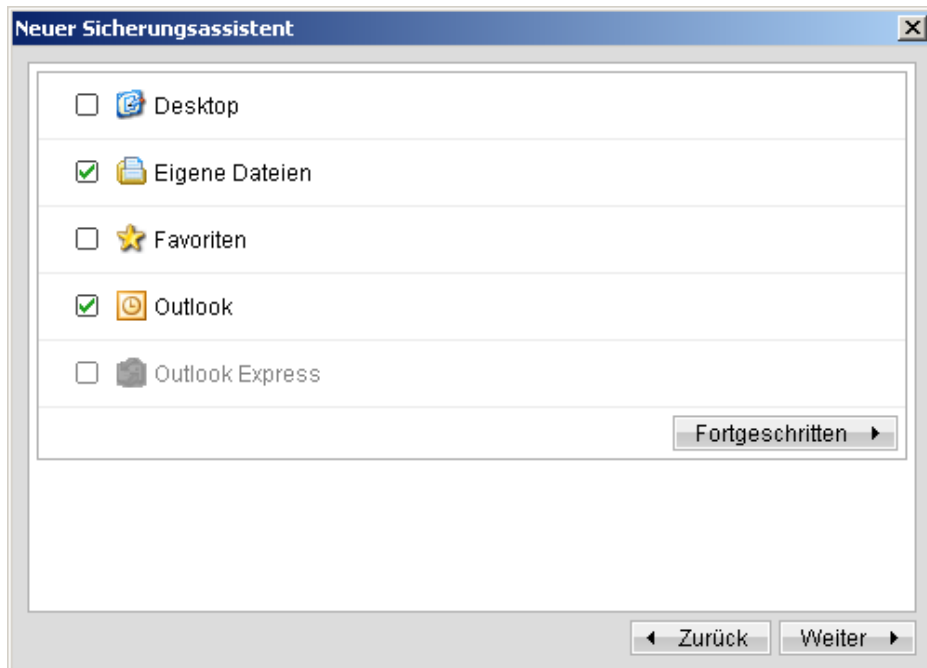 Neuer Sicherungsassistent
Desktop
Eigene Dateien
Favoriten
Outlook
Outlook Express
Fortgeschritten
Zurück Weiter